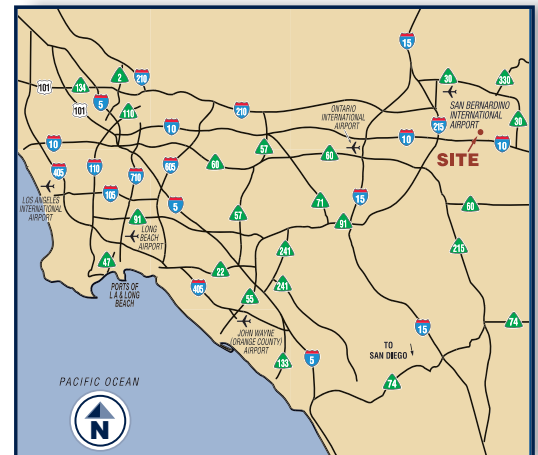 15
101
134
2
210
5
101
110
210
10
30
330
SAN BERNARDINO
INTERNATIONAL
AIRPORT
30
ONTARIO
INTERNATIONAL
AIRPORT
215
10
10
SITE
10
405
110
710
605
60
57
60
105
5
LOS ANGELES
INTERNATIONAL
AIRPORT
91
LONG
BEACH
AIRPORT
57
71
15
91
60
215
47
PORTS OF
L A & LONG
BEACH
405
22
241
241
55
JOHN WAYNE
(ORANGE COUNTY)
AIRPORT
133
5
15
TO
SAN DIEGO
74
74
PACIFIC OCEAN
N